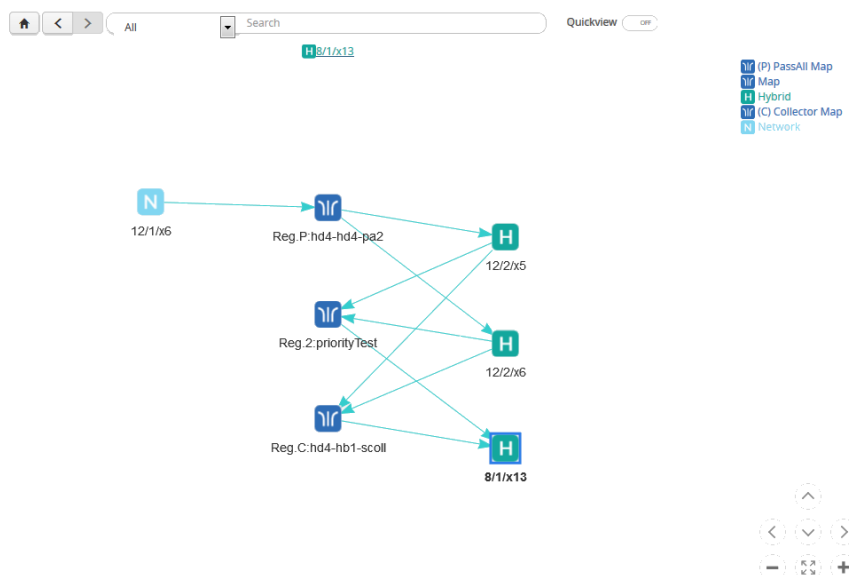 All
Search
Quickview
OFF
H 8/1/x13
(P) PassAll Map
Map
H Hybrid
(C) Collector Map
N Network
N
12/1/x6
Reg.P:hd4-hd4-pa2
H
12/2/x5
Reg.2:priorityTest
H
12/2/x6
Reg.C:hd4-hb1-scoll
H
8/1/x13